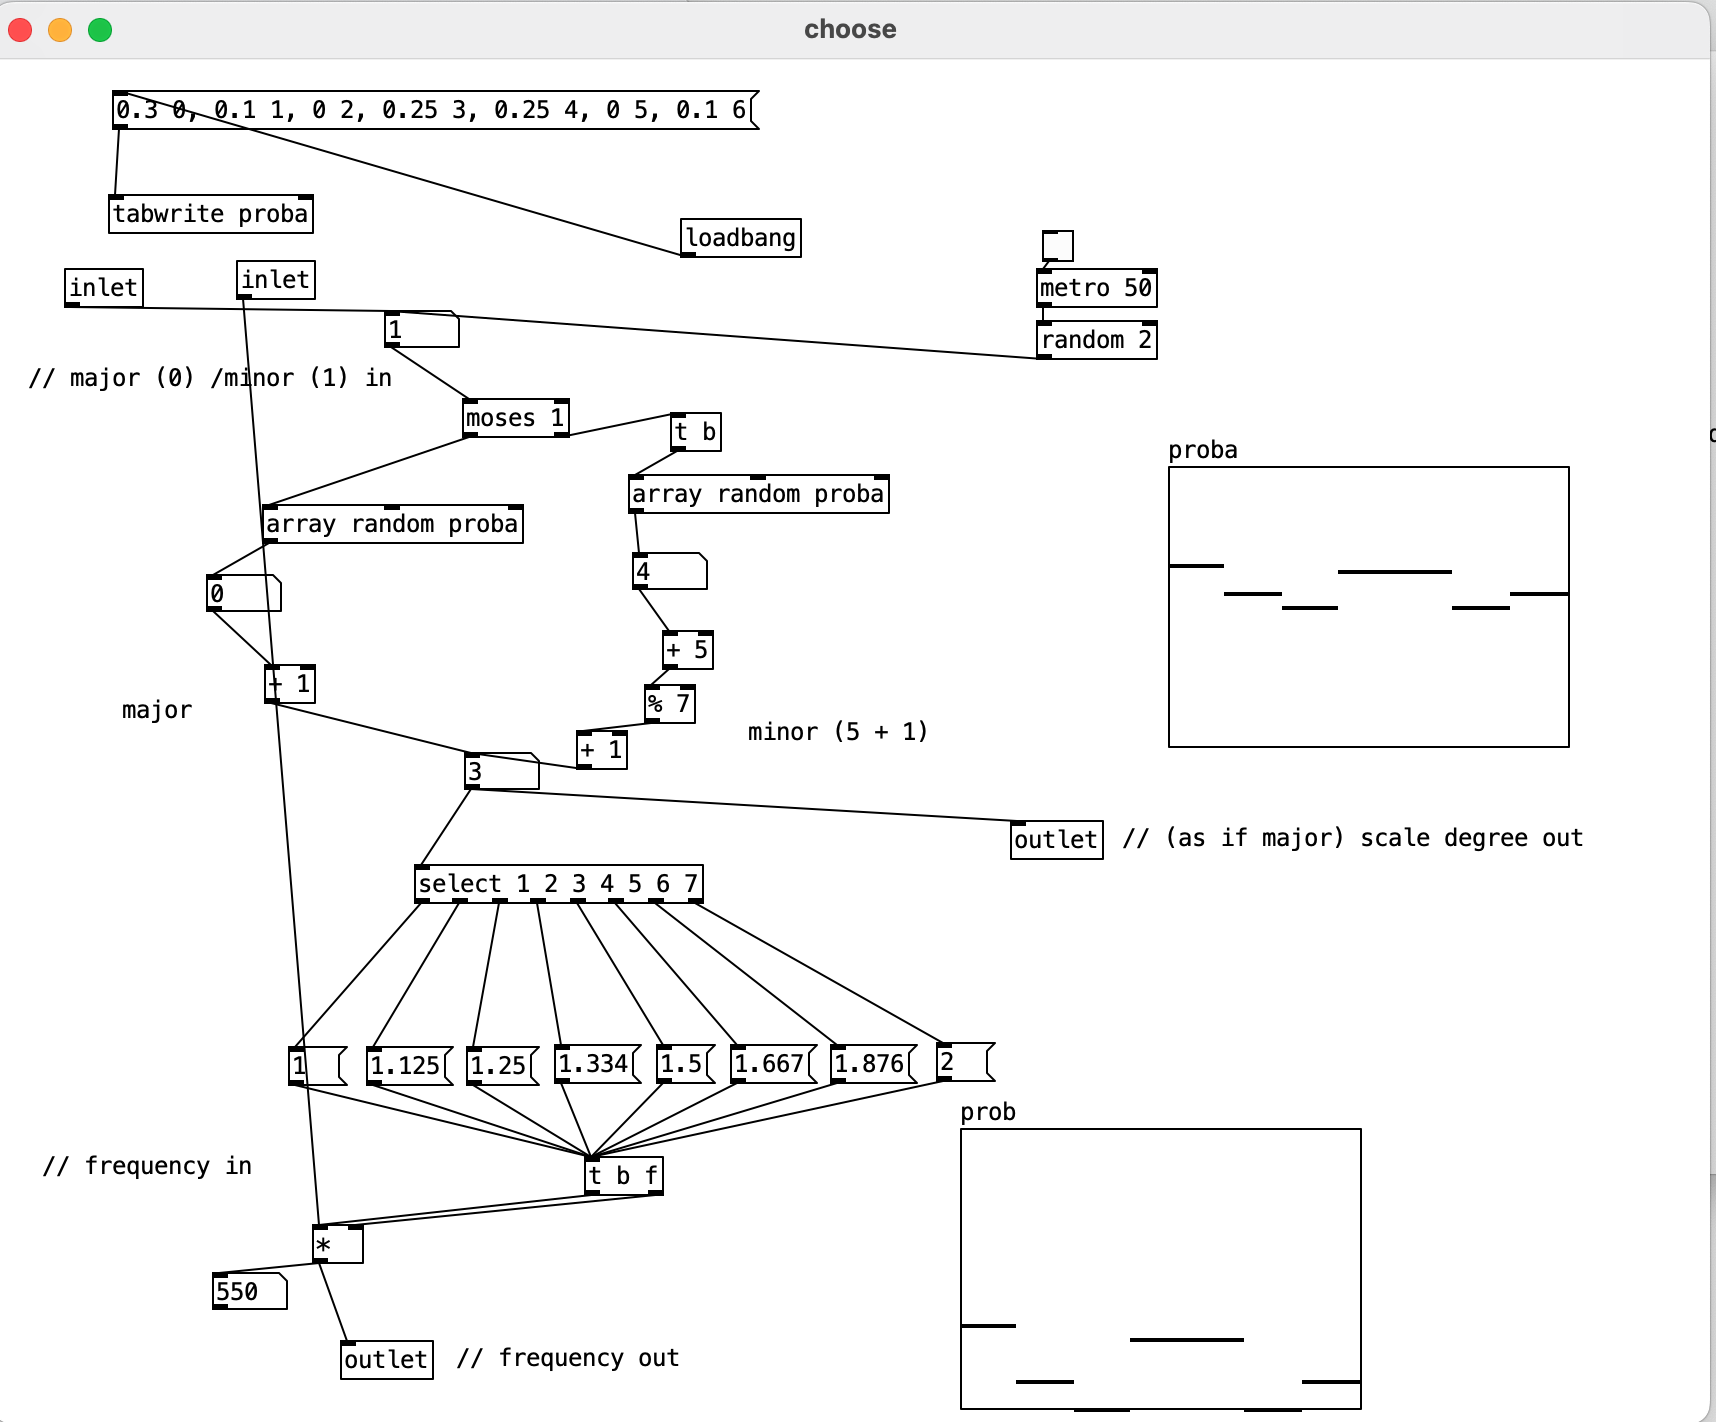 choose
0.3 0, 0.1 1, 0 2, 0.25 3, 0.25 4, 0 5, 0.1 6
tabwrite proba
loadbang
inlet
inlet
metro 50
1
random 2
// major (0) /minor (1) in
moses 1
t b
proba
array random proba
array random proba
4
0
+ 5
+ 1
% 7
major
minor (5 + 1)
+ 1
3
outlet // (as if major) scale degree out
select 1 2 3 4 5 6 7
1 1.125 1.25 1.334 1.5 1.667 1.876 2
prob
// frequency in
t b f
*
550
outlet // frequency out